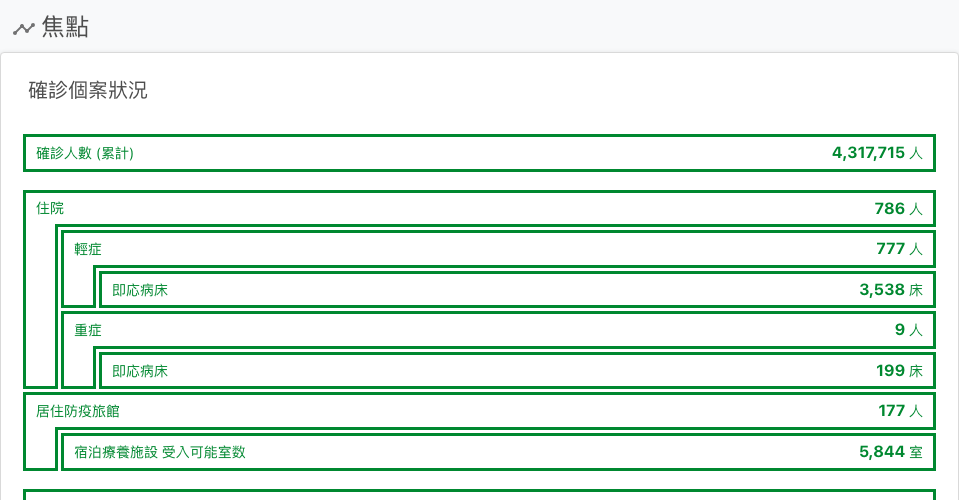 焦點
確診個案狀況
確診人數 (累計) 4,317,715 人
住院 786 人
輕症 777 人
即応病床 3,538 床
重症 9 人
即応病床 199 床
居住防疫旅館 177 人
宿泊療養施設 受入可能室数 5,844 室